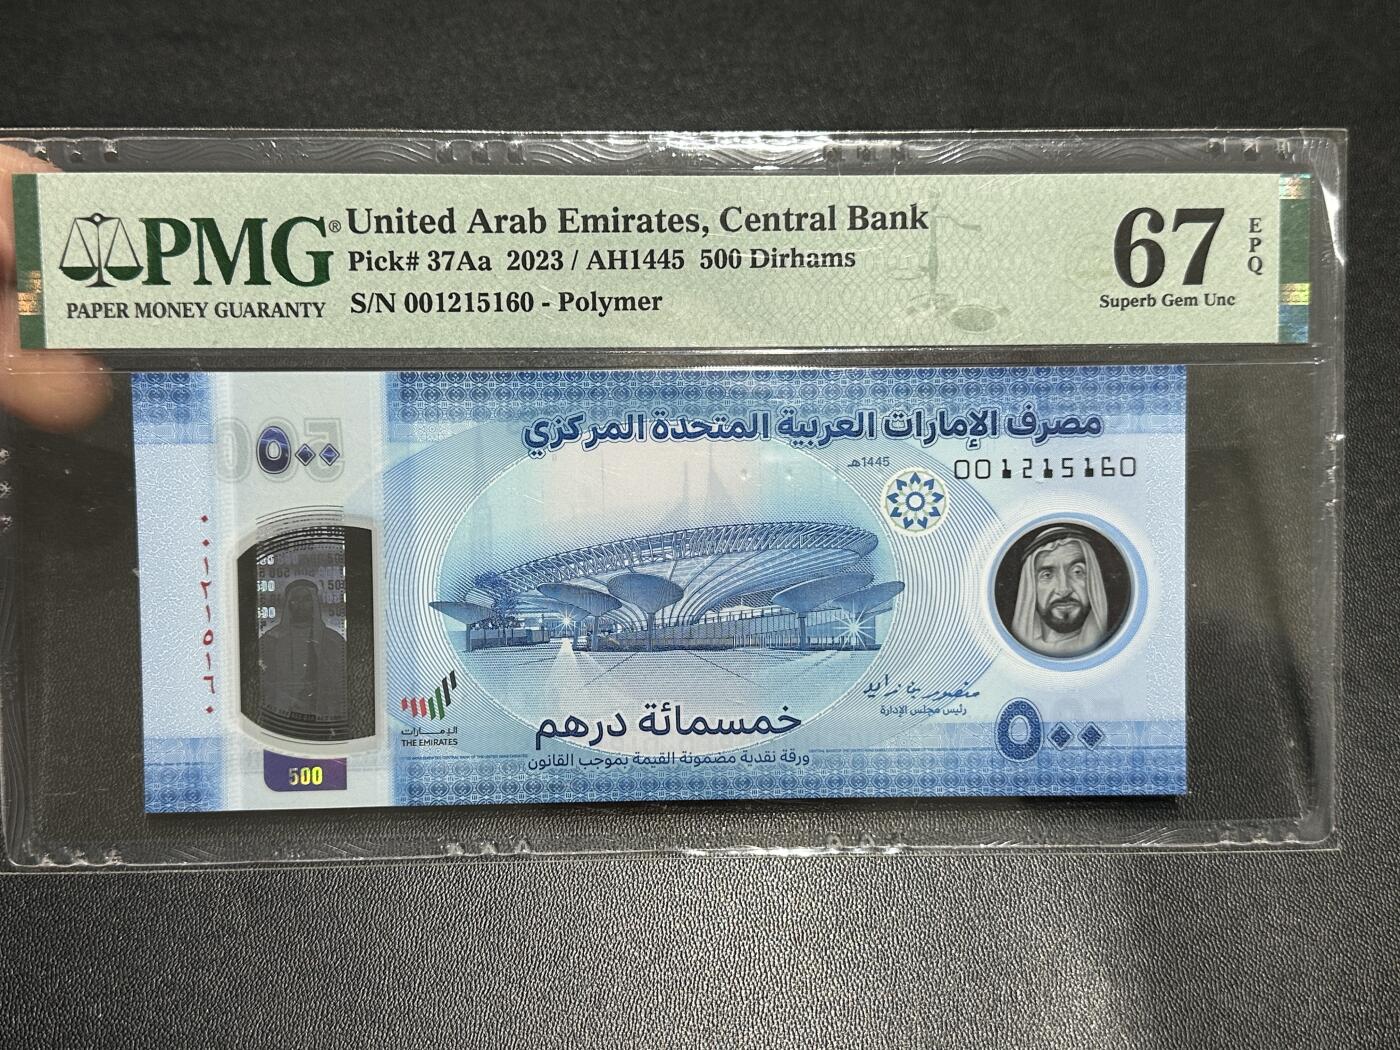 PMG®
PAPER MONEY GUARANTY
United Arab Emirates, Central Bank
Pick# 37Aa 2023 / AH1445 500 Dirhams
S/N 001215160 - Polymer
67
EPQ
Superb Gem Unc
مصرف الإمارات العربية المتحدة المركزي
٥٠٠
1445هـ
001215160
٠٠١٢١٥١٦٠
منصور بن زايد
رئيس مجلس الإدارة
خمسمائة درهم
ورقة نقدية مضمونة القيمة بموجب القانون
٥٠٠
الإمارات
THE EMIRATES
500